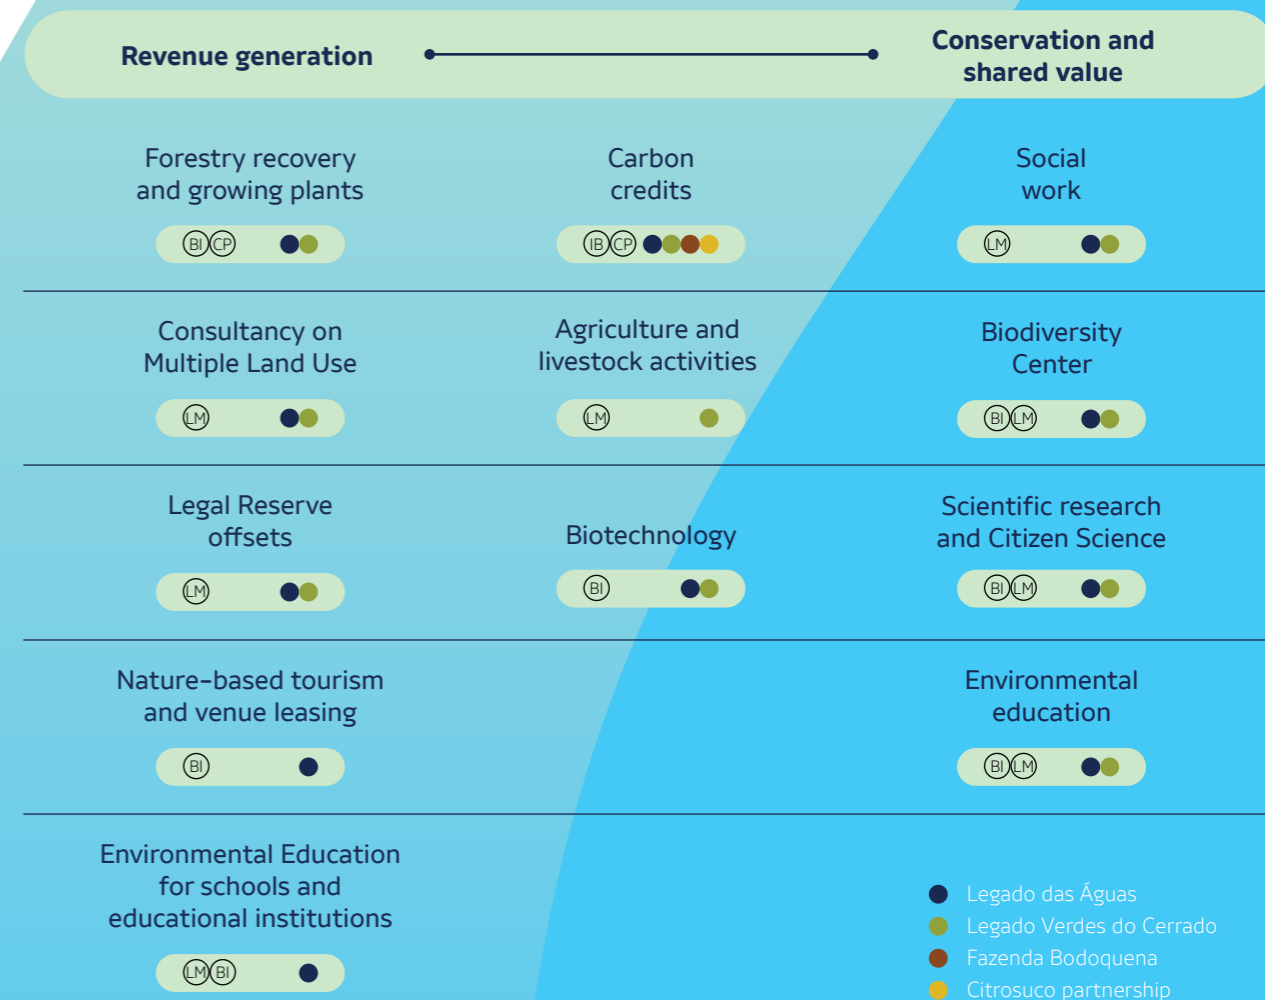 Revenue generation
Conservation and
shared value
Forestry recovery
and growing plants
BI CP
Carbon
credits
IB CP
Social
work
LM
Consultancy on
Multiple Land Use
LM
Agriculture and
livestock activities
LM
Biodiversity
Center
BI LM
Legal Reserve
offsets
LM
Biotechnology
BI
Scientific research
and Citizen Science
BI LM
Nature-based tourism
and venue leasing
BI
Environmental
education
BI LM
Environmental Education
for schools and
educational institutions
LM BI
Legado das Águas
Legado Verdes do Cerrado
Fazenda Bodoquena
Citrosuco partnership